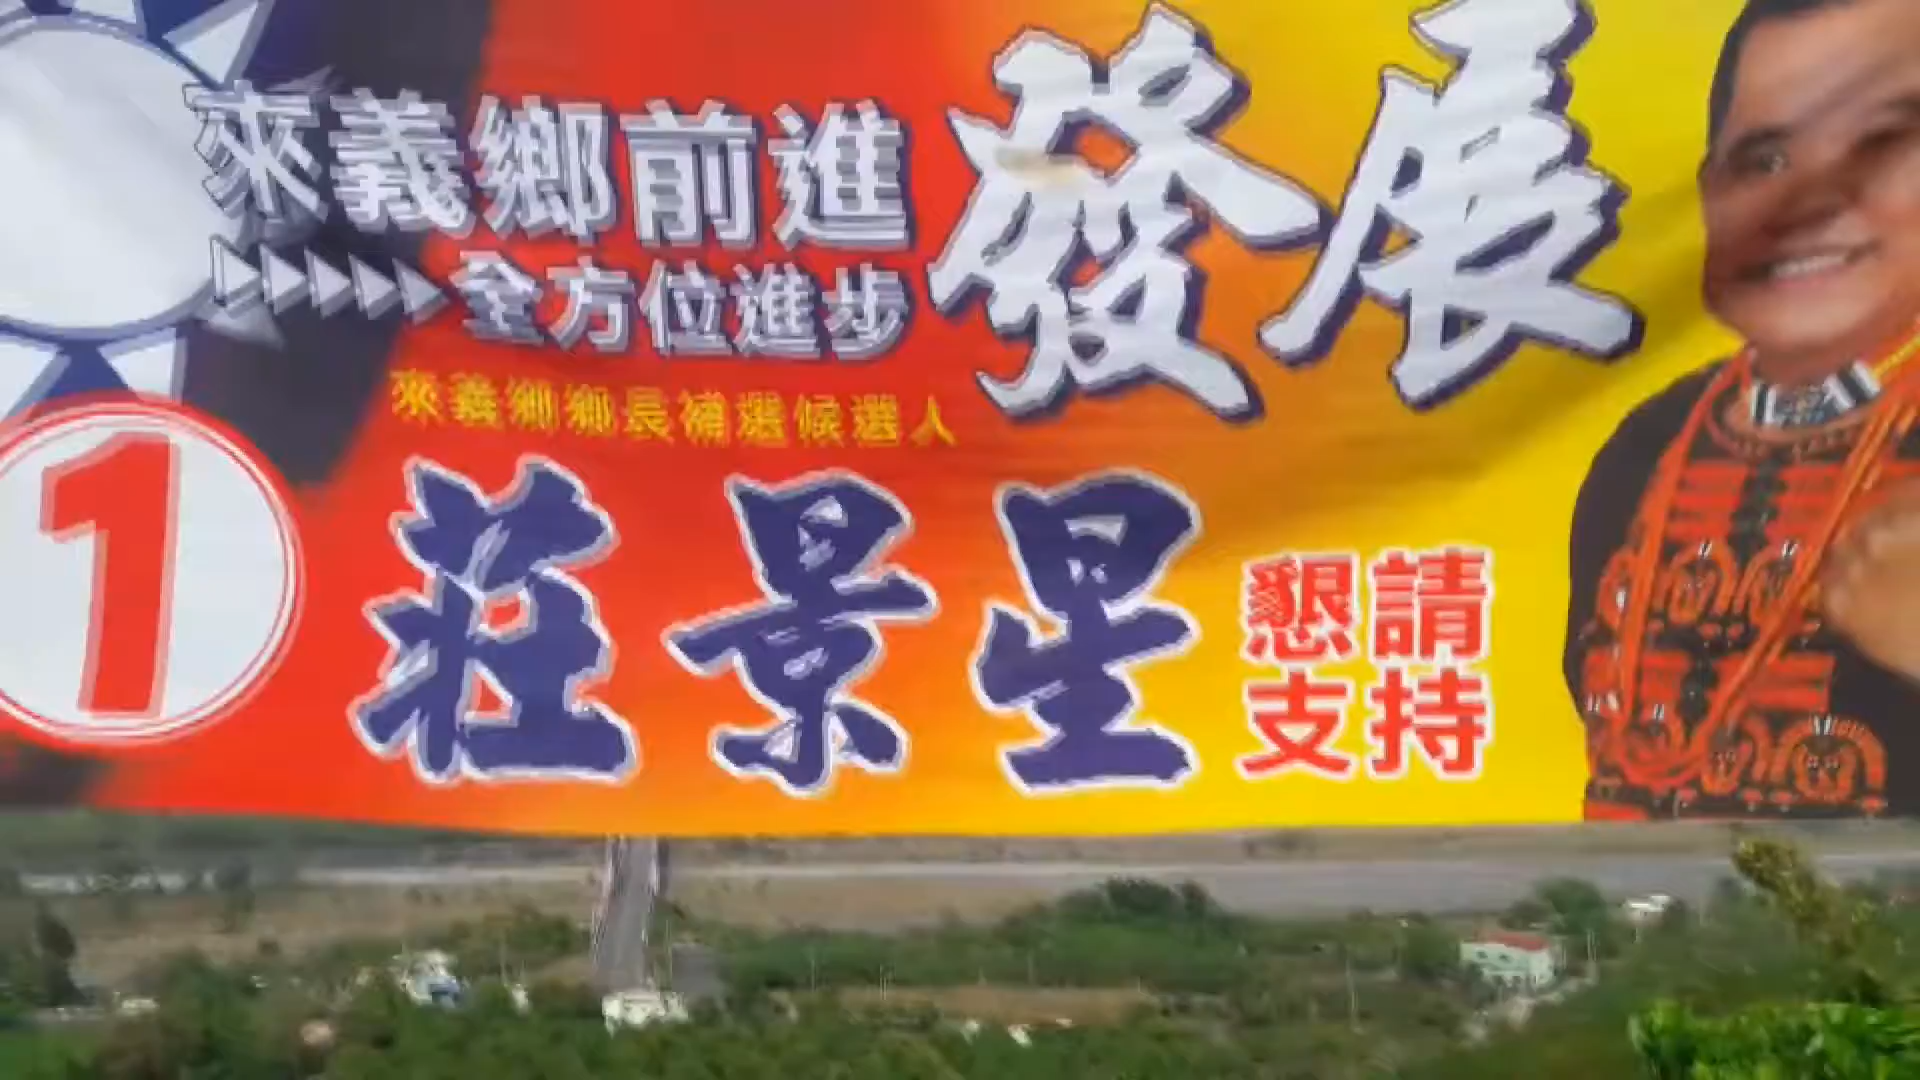 來義鄉前進
發展
全方位進步
來義鄉鄉長補選候選人
1
莊景星
懇請
支持